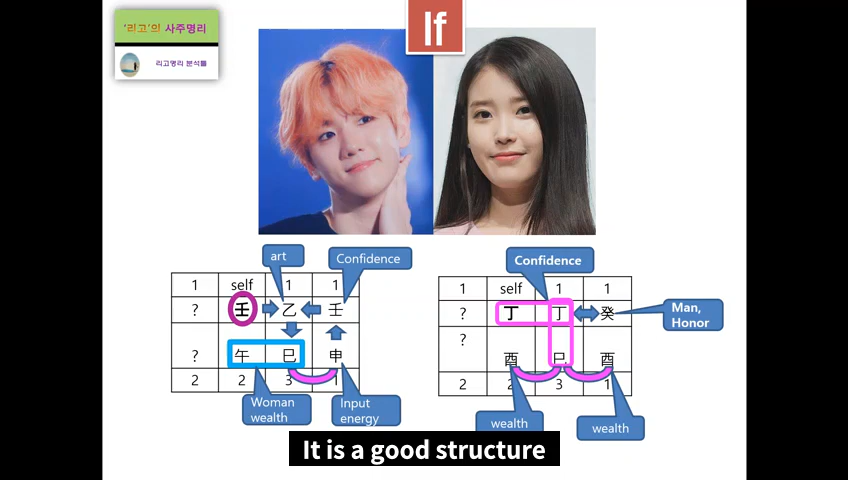 '리고'의 사주명리
리고명리 분석틀
If
art
Confidence
1 self 1 1
? 壬 乙 壬
? 午 巳 申
2 2 3 1
Woman
wealth
Input
energy
Confidence
1 self 1 1
? 丁 丁 癸
? 酉 巳 酉
2 2 3 1
Man,
Honor
wealth
wealth
It is a good structure